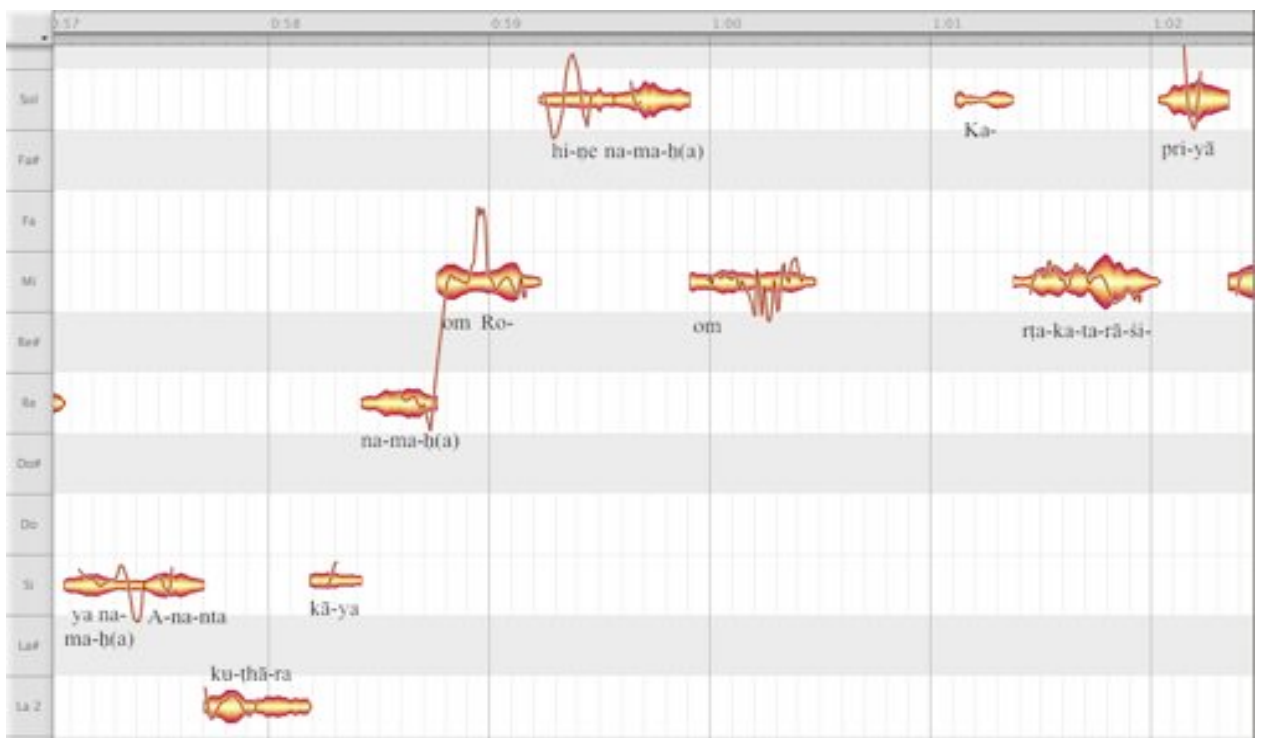 0:57 0:58 0:59 1:00 1:01 1:02
Sol
Ka-
hi-ṇe na-ma-ḥ(a)
pri-yā
Fa#
Fa
Mi
om Ro-
om
rṭa-ka-ta-rā-śi-
Re#
Re
na-ma-ḥ(a)
Do#
Do
Si
ya na-
ma-ḥ(a)
A-na-nta
kā-ya
La#
ku-ṭhā-ra
La 2